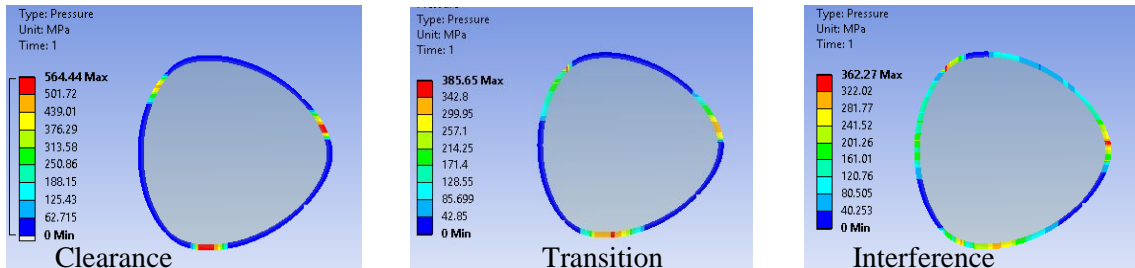 Type: Pressure
Unit: MPa
Time: 1
564.44 Max
501.72
439.01
376.29
313.58
250.86
188.15
125.43
62.715
0 Min
Clearance
Type: Pressure
Unit: MPa
Time: 1
385.65 Max
342.8
299.95
257.1
214.25
171.4
128.55
85.699
42.85
0 Min
Transition
Type: Pressure
Unit: MPa
Time: 1
362.27 Max
322.02
281.77
241.52
201.26
161.01
120.76
80.505
40.253
0 Min
Interference